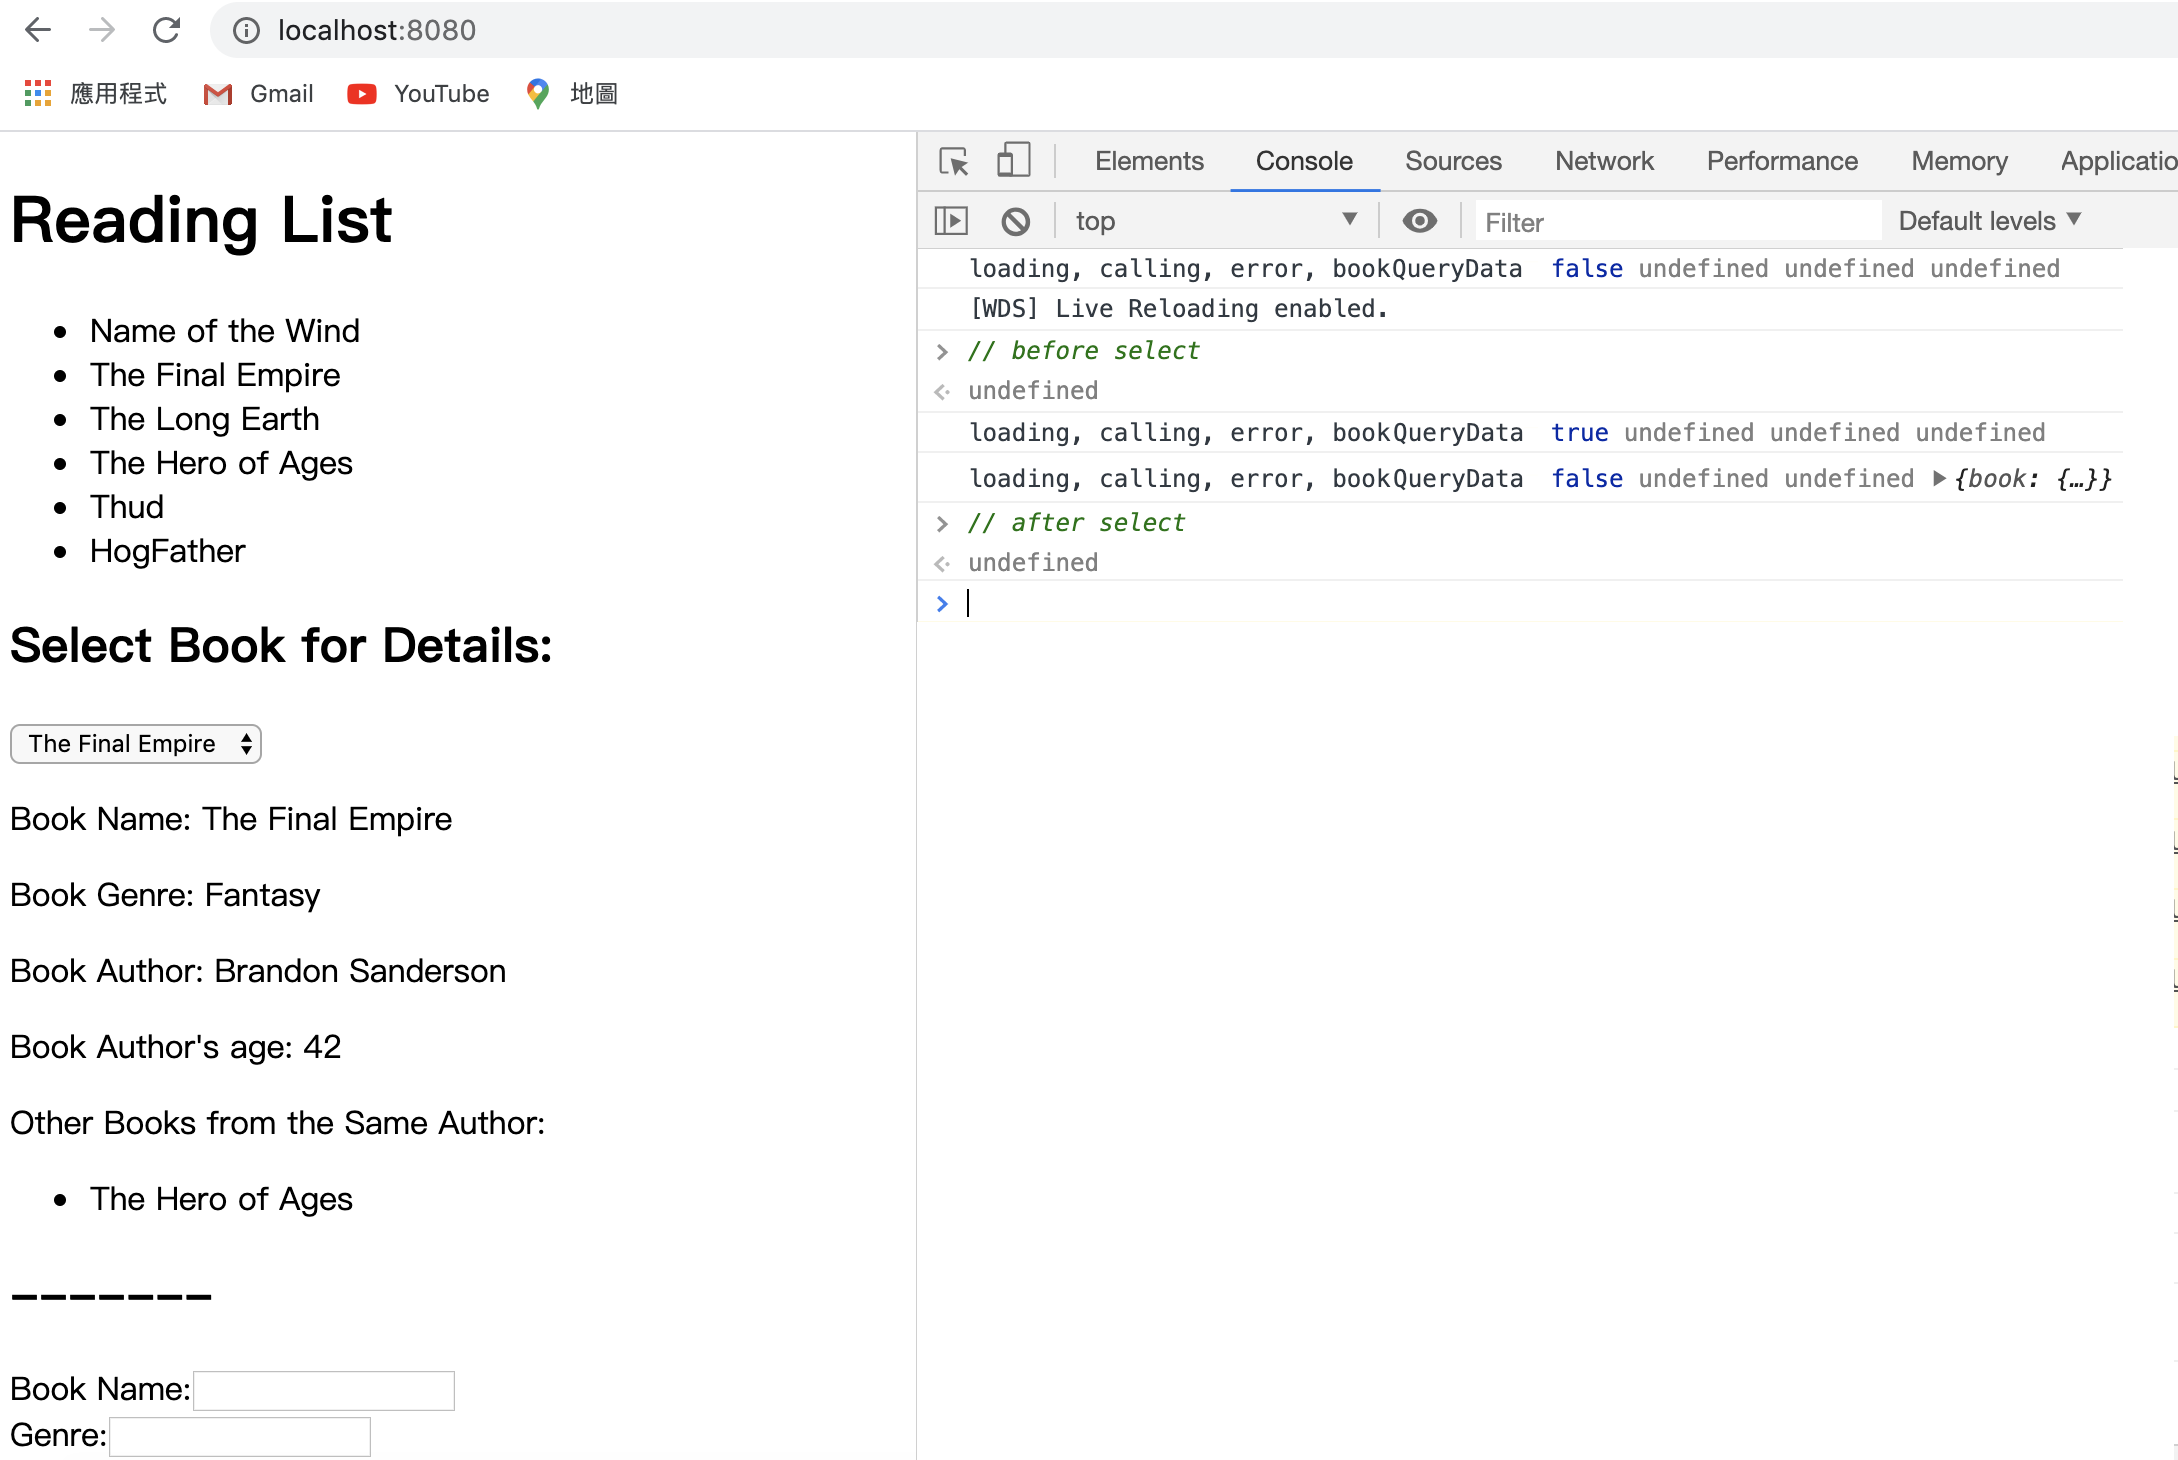 localhost:8080
應用程式 Gmail YouTube 地圖
Reading List
Name of the Wind
The Final Empire
The Long Earth
The Hero of Ages
Thud
HogFather
Select Book for Details:
The Final Empire
Book Name: The Final Empire
Book Genre: Fantasy
Book Author: Brandon Sanderson
Book Author's age: 42
Other Books from the Same Author:
The Hero of Ages
-------
Book Name:
Genre:
Elements Console Sources Network Performance Memory Applicatio
top Filter Default levels
loading, calling, error, bookQueryData false undefined undefined undefined
[WDS] Live Reloading enabled.
> // before select
undefined
loading, calling, error, bookQueryData true undefined undefined undefined
loading, calling, error, bookQueryData false undefined undefined {book: {…}}
> // after select
undefined
>